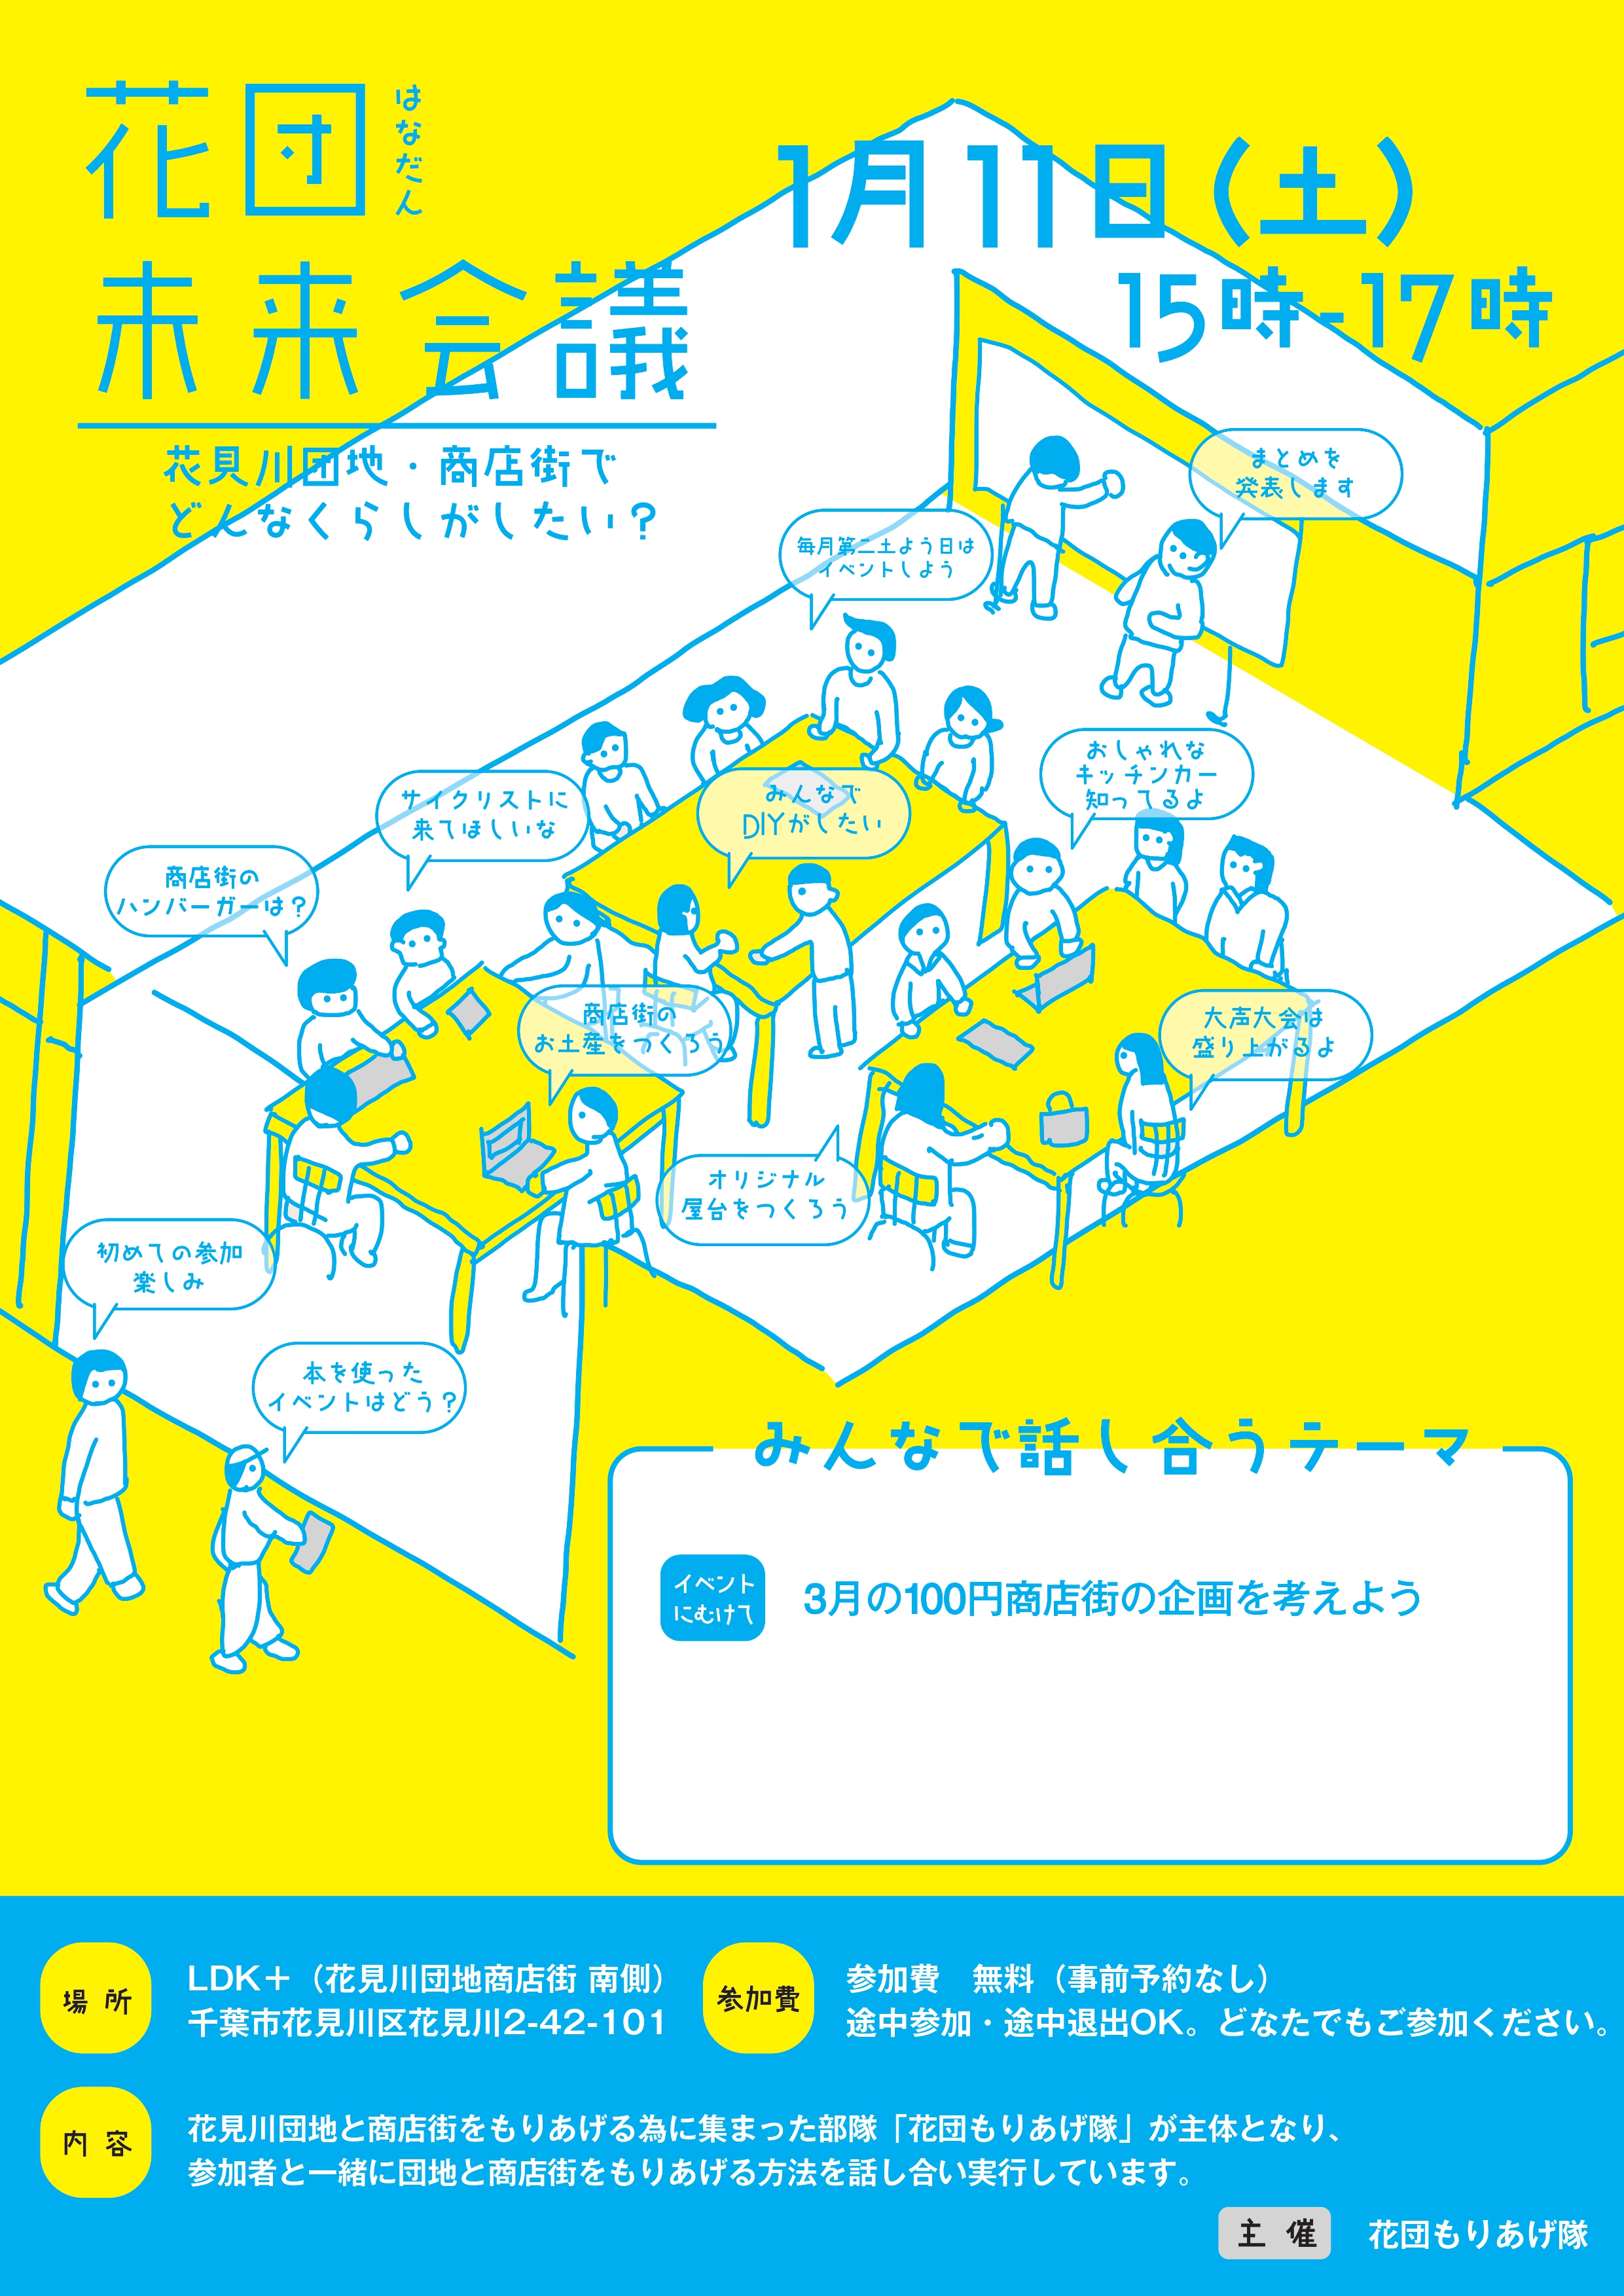 花団
はなだん
未来会議
花見川団地・商店街で
どんなくらしがしたい？
1月11日（土）
15時-17時
まとめを
発表します
毎月第二土よう日は
イベントしよう
おしゃれな
キッチンカー
知ってるよ
サイクリストに
来てほしいな
みんなで
DIYがしたい
商店街の
ハンバーガーは？
商店街の
お土産をつくろう
大声大会は
盛り上がるよ
オリジナル
屋台をつくろう
初めての参加
楽しみ
本を使った
イベントはどう？
みんなで話し合うテーマ
イベント
にむけて
3月の100円商店街の企画を考えよう
場所
LDK＋（花見川団地商店街 南側）
千葉市花見川区花見川2-42-101
参加費
参加費　無料（事前予約なし）
途中参加・途中退出OK。どなたでもご参加ください。
内容
花見川団地と商店街をもりあげる為に集まった部隊「花団もりあげ隊」が主体となり、
参加者と一緒に団地と商店街をもりあげる方法を話し合い実行しています。
主催
花団もりあげ隊